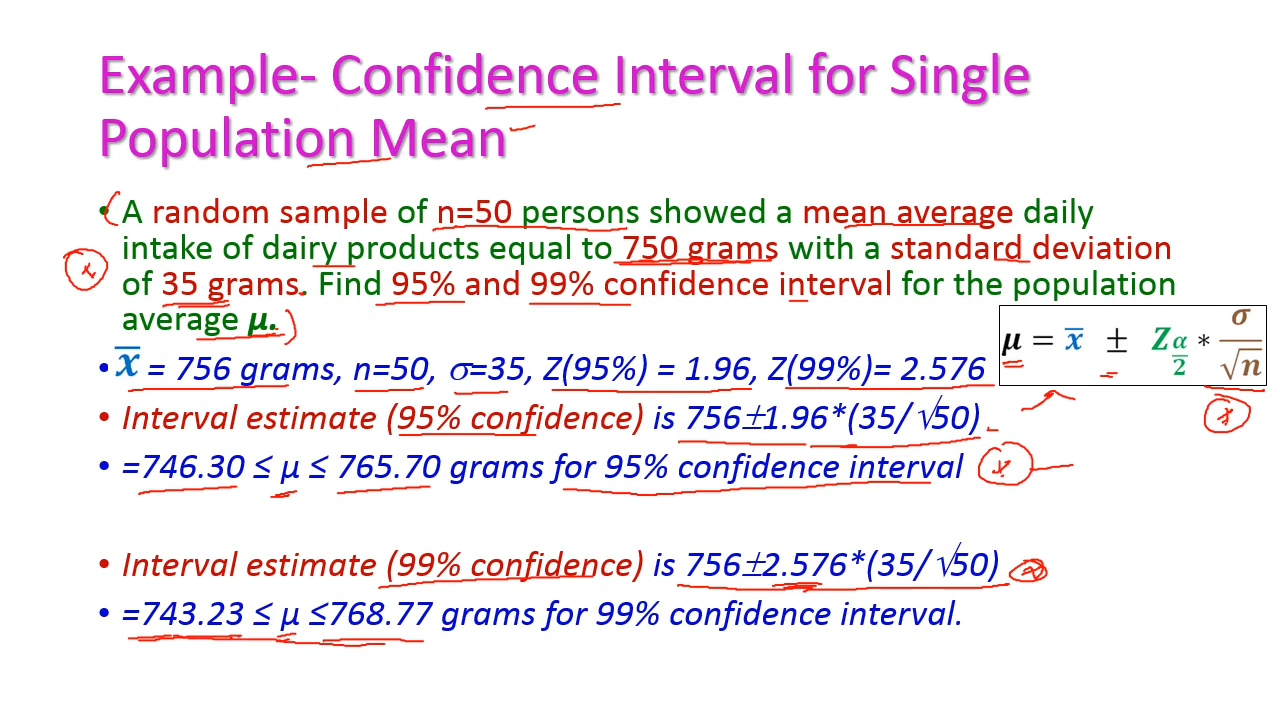 Example- Confidence Interval for Single
Population Mean
• A random sample of n=50 persons showed a mean average daily
intake of dairy products equal to 750 grams with a standard deviation
of 35 grams. Find 95% and 99% confidence interval for the population
average μ.
μ = x̅ ± Z α/2 * σ/√n
• x̅ = 756 grams, n=50, σ=35, Z(95%) = 1.96, Z(99%)= 2.576
• Interval estimate (95% confidence) is 756±1.96*(35/√50)
• =746.30 ≤ μ ≤ 765.70 grams for 95% confidence interval
• Interval estimate (99% confidence) is 756±2.576*(35/√50)
• =743.23 ≤ μ ≤768.77 grams for 99% confidence interval.